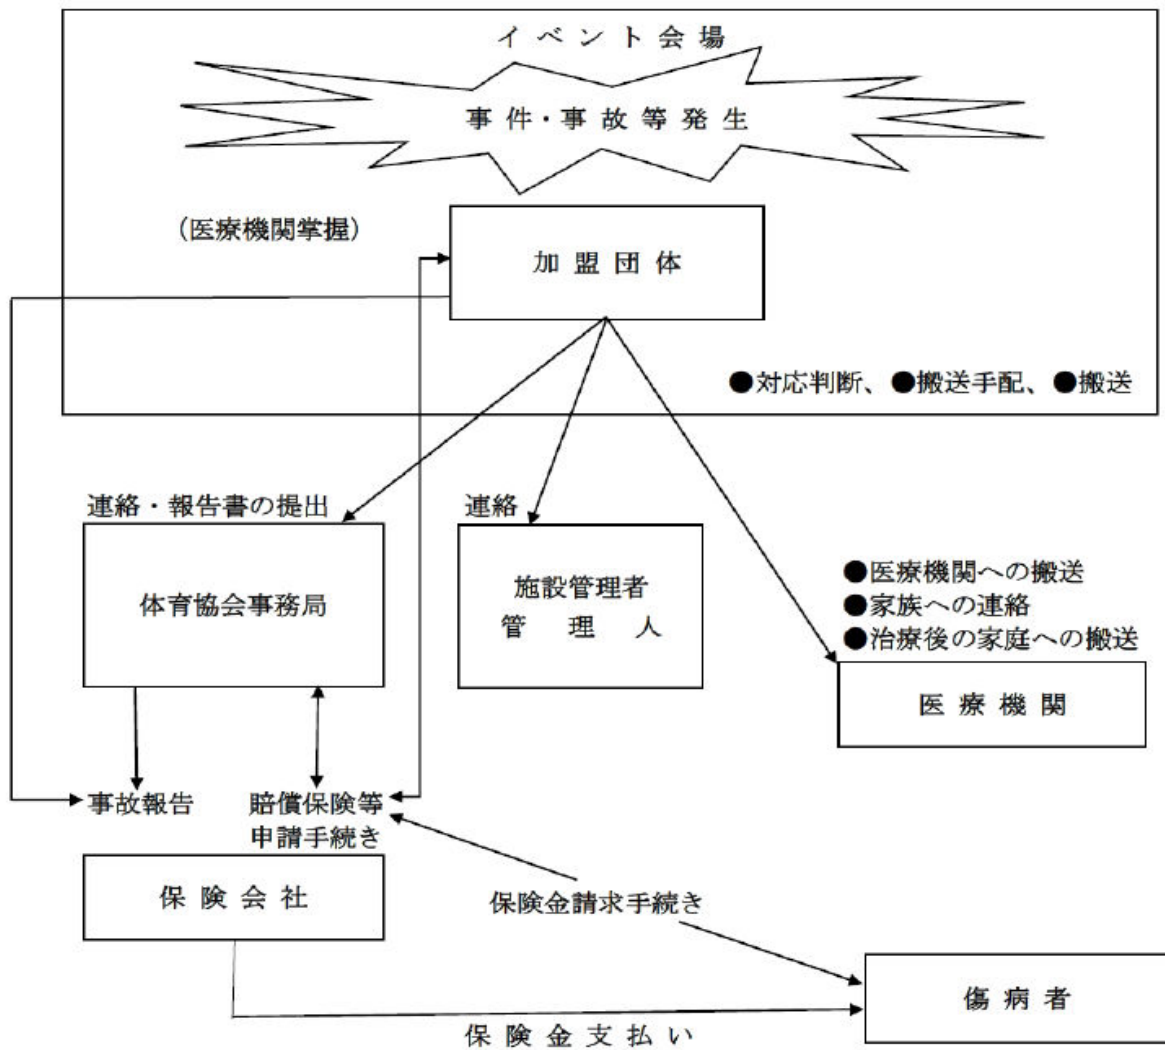 イベント会場
事件・事故等発生
（医療機関掌握）
加盟団体
●対応判断、●搬送手配、●搬送
連絡・報告書の提出
体育協会事務局
連絡
施設管理者
管理人
●医療機関への搬送
●家族への連絡
●治療後の家庭への搬送
医療機関
事故報告
賠償保険等
申請手続き
保険会社
保険金請求手続き
傷病者
保険金支払い